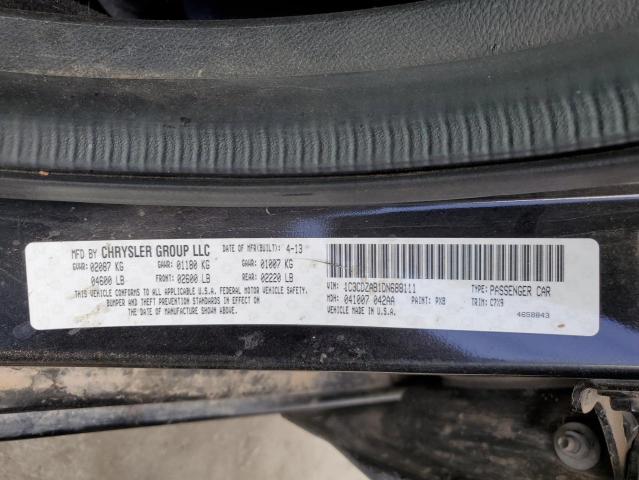 MFD BY CHRYSLER GROUP LLC DATE OF MFR(BUILT): 4-13
GVWR: 02087 KG GAWR: 01180 KG GAWR: 01007 KG
04600 LB FRONT: 02600 LB REAR: 02220 LB
THIS VEHICLE CONFORMS TO ALL APPLICABLE FEDERAL MOTOR VEHICLE SAFETY,
BUMPER AND THEFT PREVENTION STANDARDS IN EFFECT IN U.S.A. ON
THE DATE OF MANUFACTURE SHOWN ABOVE.
VIN: 1C3CDZAB1DN688111 TYPE: PASSENGER CAR
MDH: 041007 042AA PAINT: PX8 TRIM: C7X9
VEHICLE MADE IN U.S.A. 4658843